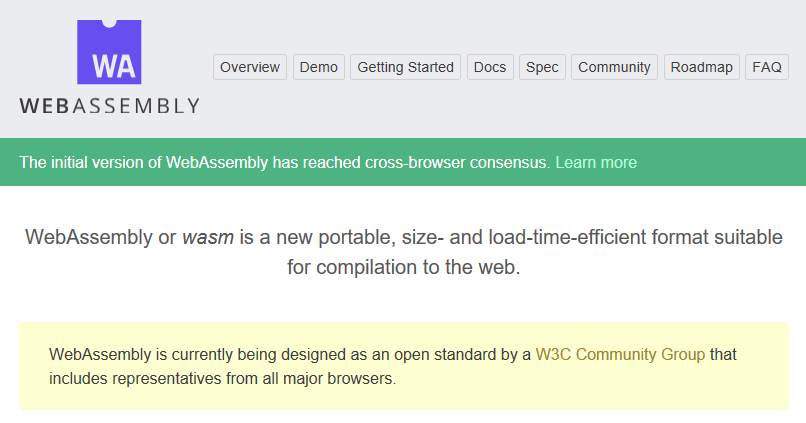 WA
WEBASSEMBLY
Overview
Demo
Getting Started
Docs
Spec
Community
Roadmap
FAQ
The initial version of WebAssembly has reached cross-browser consensus. Learn more
WebAssembly or wasm is a new portable, size- and load-time-efficient format suitable
for compilation to the web.
WebAssembly is currently being designed as an open standard by a W3C Community Group that
includes representatives from all major browsers.